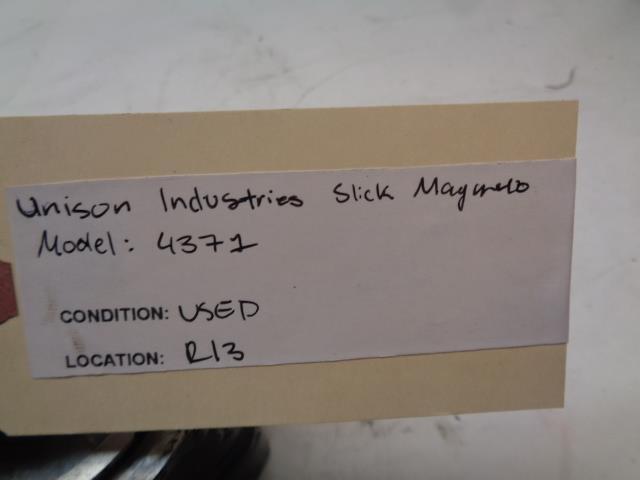 Unison Industries Slick Magneto
Model: 4371
CONDITION: USED
LOCATION: R13